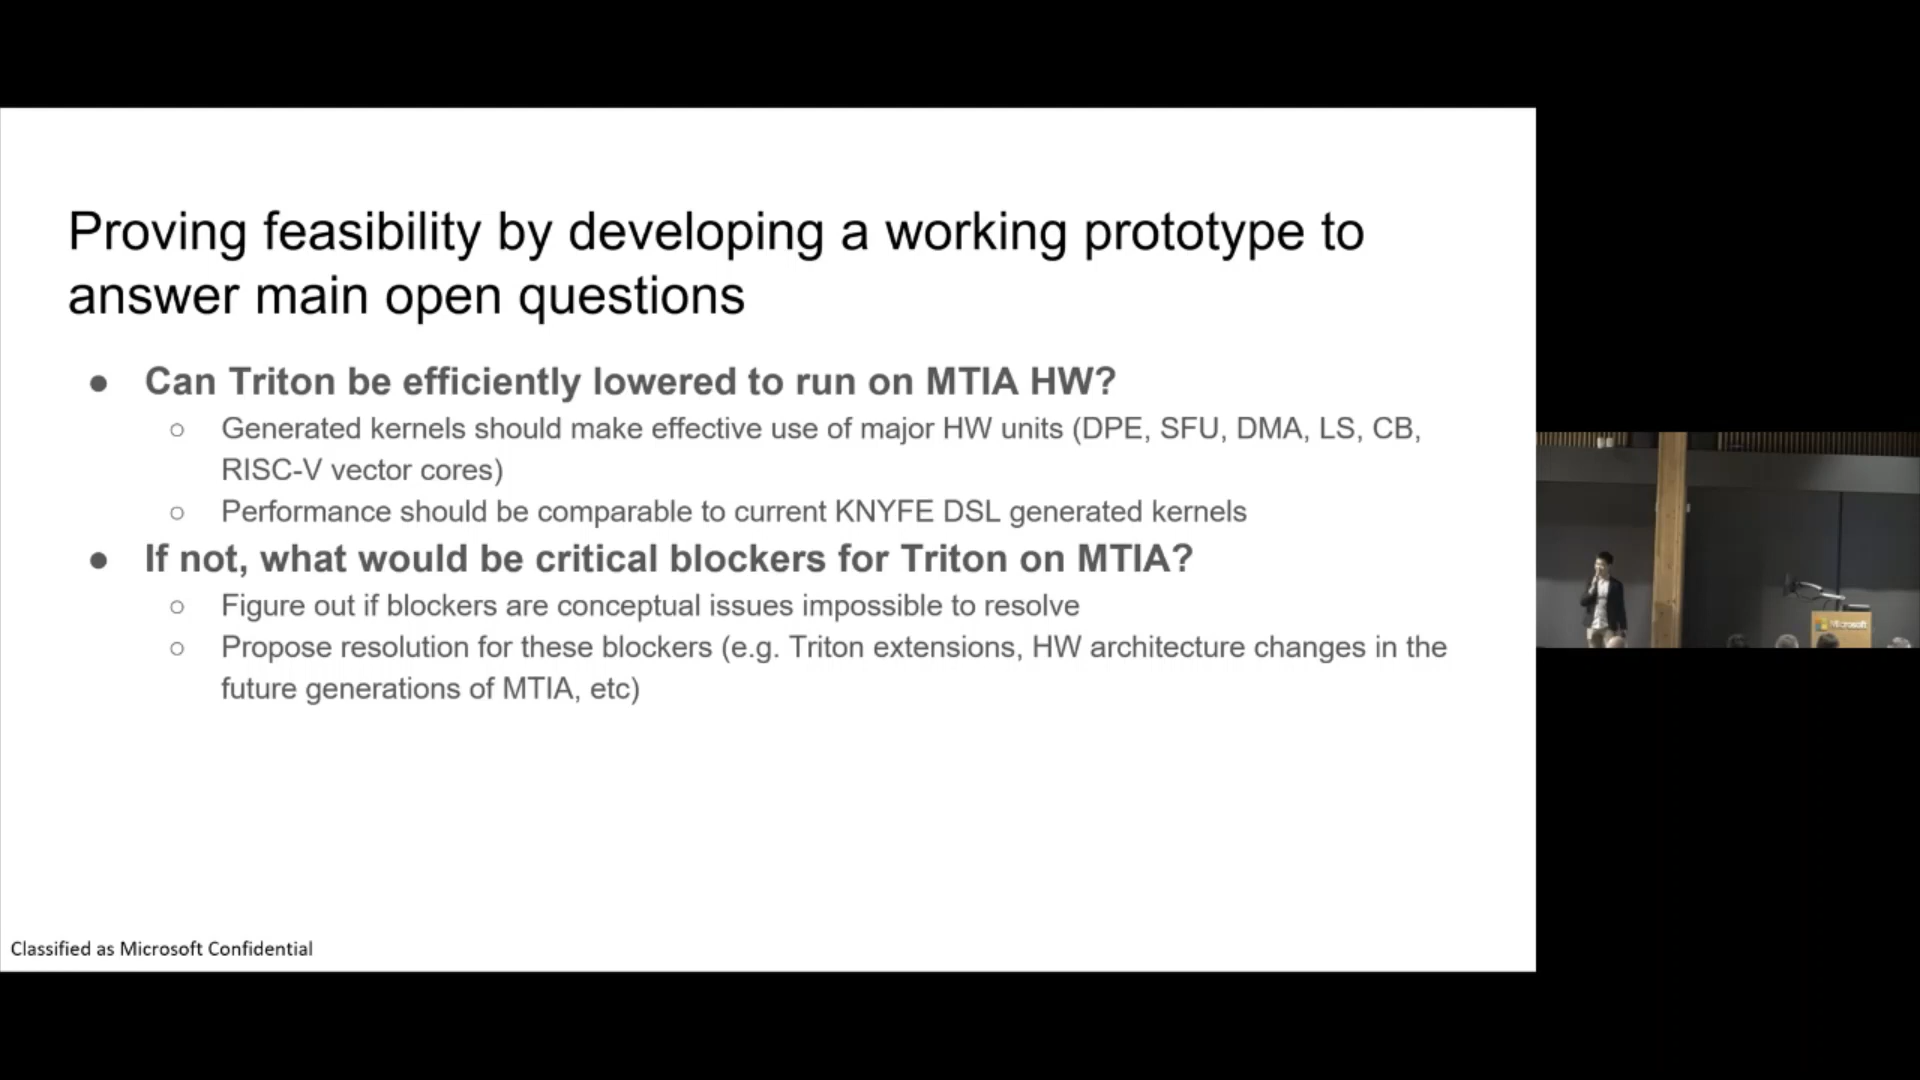 Proving feasibility by developing a working prototype to
answer main open questions
● Can Triton be efficiently lowered to run on MTIA HW?
○ Generated kernels should make effective use of major HW units (DPE, SFU, DMA, LS, CB,
RISC-V vector cores)
○ Performance should be comparable to current KNYFE DSL generated kernels
● If not, what would be critical blockers for Triton on MTIA?
○ Figure out if blockers are conceptual issues impossible to resolve
○ Propose resolution for these blockers (e.g. Triton extensions, HW architecture changes in the
future generations of MTIA, etc)
Microsoft
Classified as Microsoft Confidential